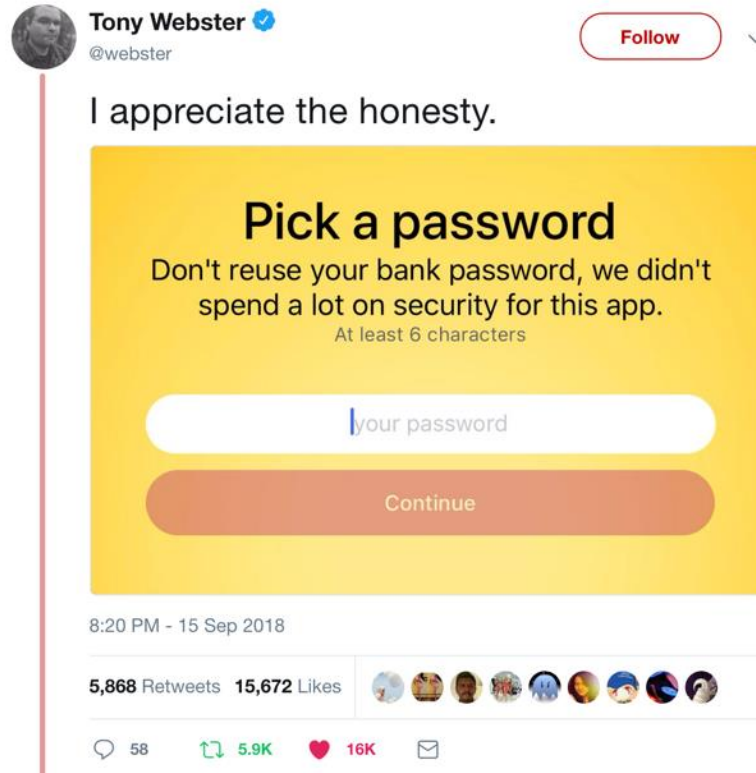 Tony Webster
@webster
Follow
I appreciate the honesty.
Pick a password
Don't reuse your bank password, we didn't
spend a lot on security for this app.
At least 6 characters
your password
Continue
8:20 PM - 15 Sep 2018
5,868 Retweets 15,672 Likes
58 5.9K 16K